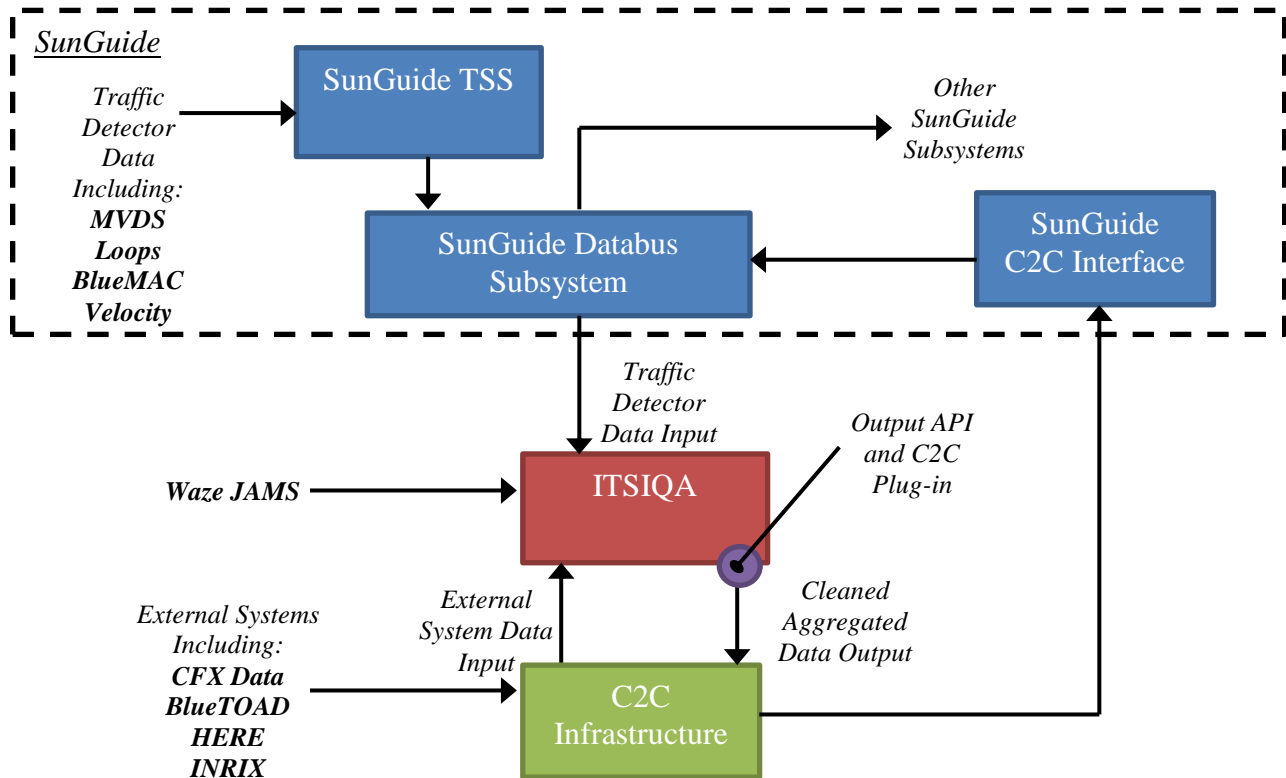 SunGuide
SunGuide TSS
Traffic
Detector
Data
Including:
MVDS
Loops
BlueMAC
Velocity
Other
SunGuide
Subsystems
SunGuide Databus
Subsystem
SunGuide
C2C Interface
Traffic
Detector
Data Input
Output API
and C2C
Plug-in
Waze JAMS
ITSIQA
External Systems
Including:
CFX Data
BlueTOAD
HERE
INRIX
External
System Data
Input
Cleaned
Aggregated
Data Output
C2C
Infrastructure